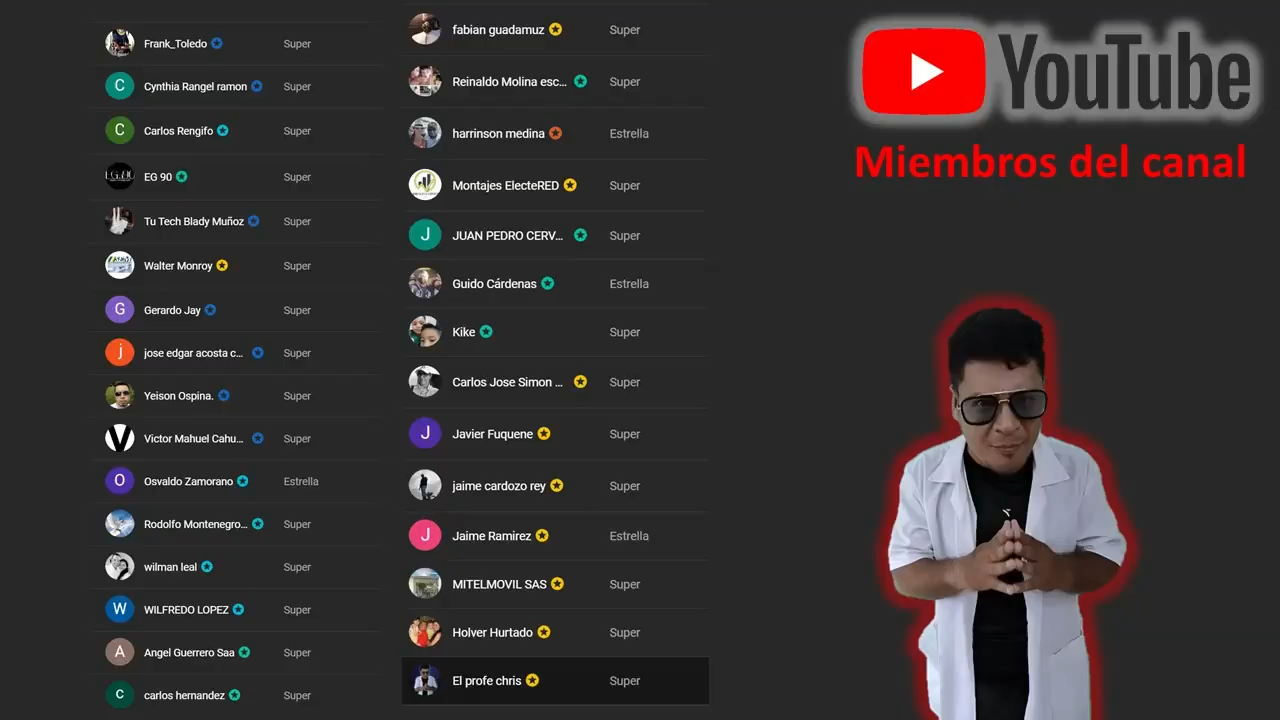 Frank_Toledo Super
C Cynthia Rangel ramon Super
C Carlos Rengifo Super
EG 90 Super
Tu Tech Blady Muñoz Super
Walter Monroy Super
G Gerardo Jay Super
j jose edgar acosta c... Super
Yeison Ospina. Super
Victor Mahuel Cahu... Super
O Osvaldo Zamorano Estrella
Rodolfo Montenegro... Super
wilman leal Super
W WILFREDO LOPEZ Super
A Angel Guerrero Saa Super
c carlos hernandez Super
fabian guadamuz Super
Reinaldo Molina esc... Super
harrinson medina Estrella
Montajes ElecteRED Super
J JUAN PEDRO CERV... Super
Guido Cárdenas Estrella
Kike Super
Carlos Jose Simon ... Super
J Javier Fuquene Super
jaime cardozo rey Super
J Jaime Ramirez Estrella
MITELMOVIL SAS Super
Holver Hurtado Super
El profe chris Super
YouTube
Miembros del canal